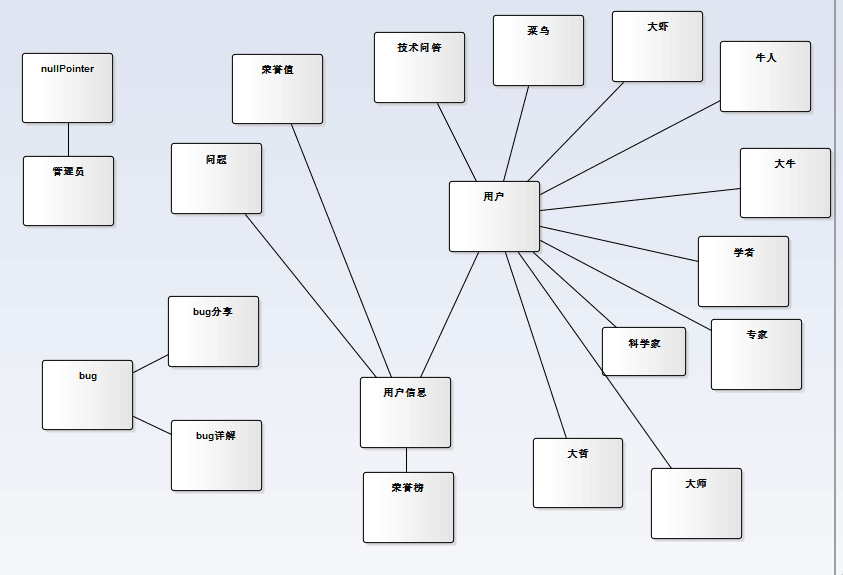 菜鸟
大虾
技术问答
牛人
nullPointer
荣誉值
问题
管理员
大牛
用户
学者
bug分享
专家
科学家
bug
用户信息
bug详解
大哲
荣誉榜
大师